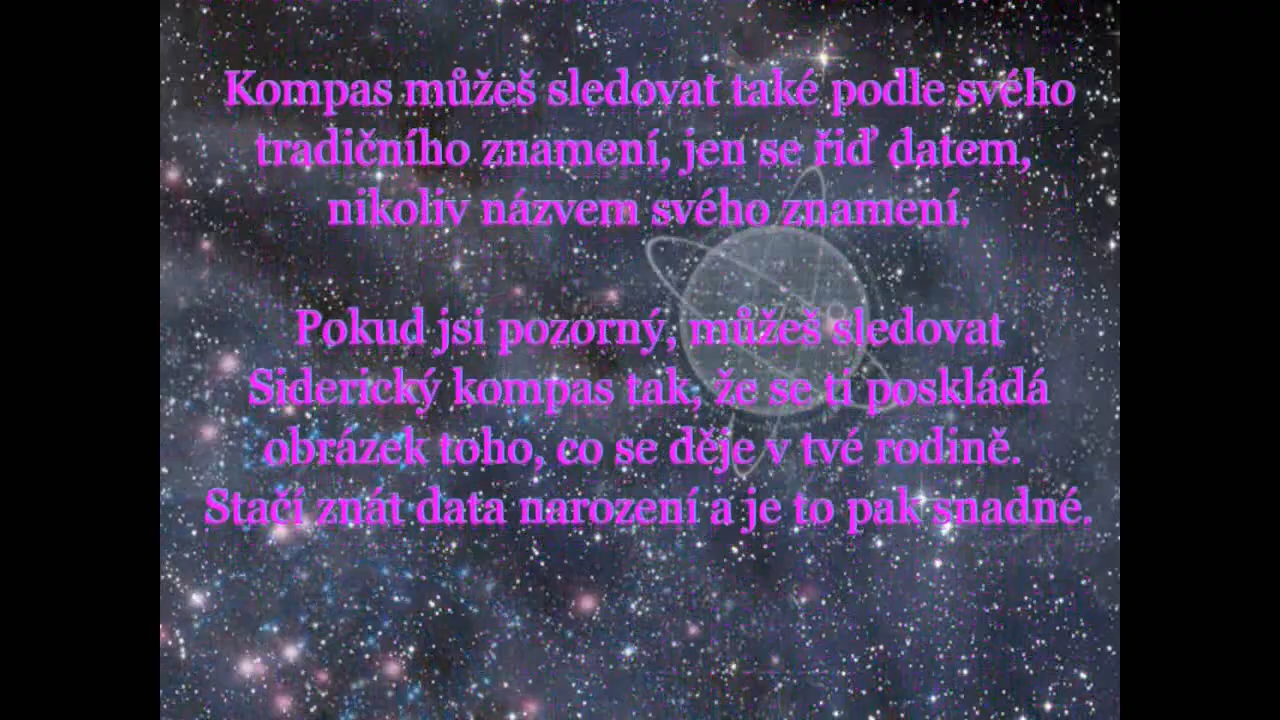 Kompas můžeš sledovat také podle svého
tradičního znamení, jen se řiď datem,
nikoliv názvem svého znamení.
Pokud jsi pozorný, můžeš sledovat
Siderický kompas tak, že se ti poskládá
obrázek toho, co se děje v tvé rodině.
Stačí znát data narození a je to pak snadné.